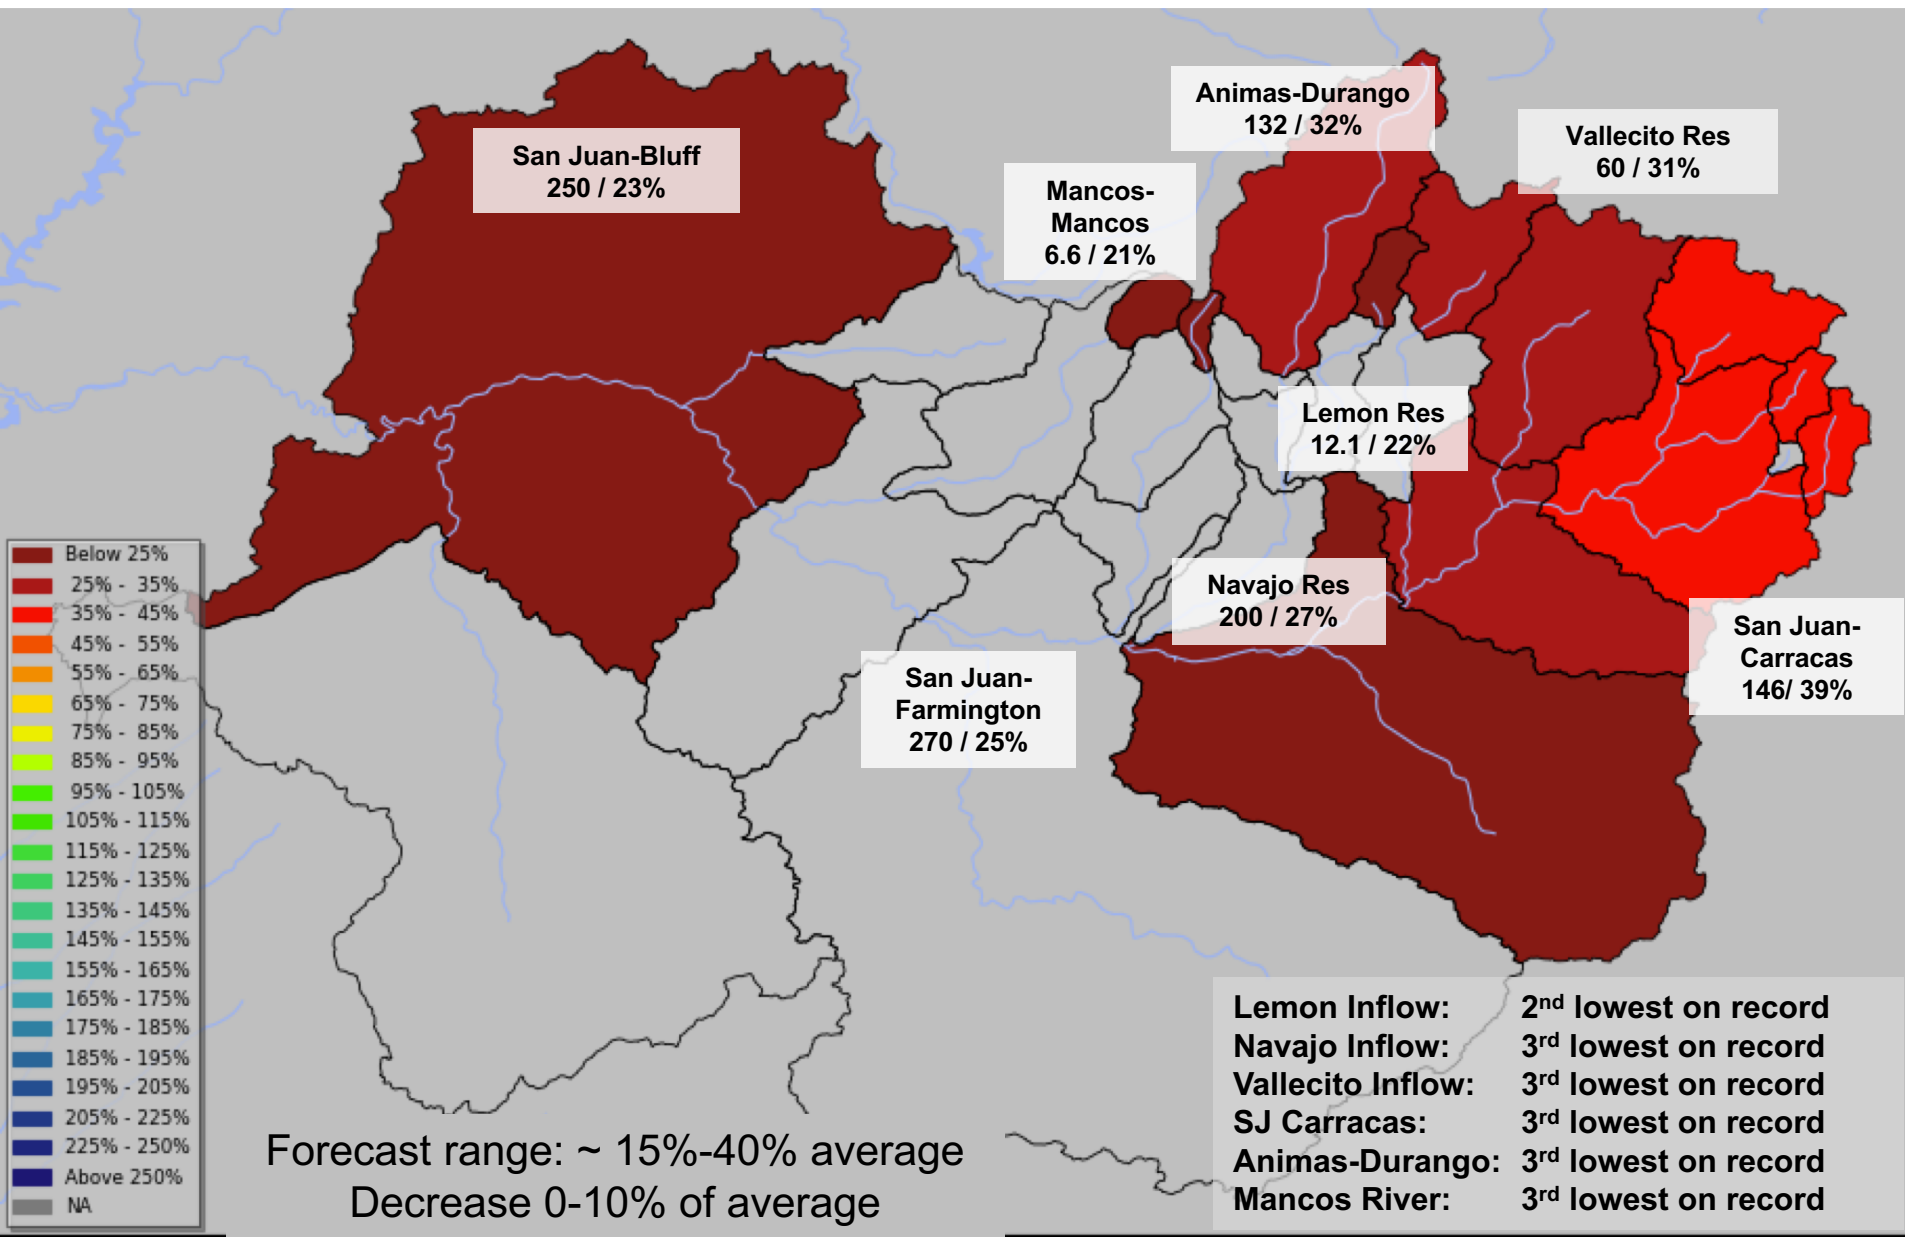 Animas-Durango
132 / 32%
Vallecito Res
60 / 31%
San Juan-Bluff
250 / 23%
Mancos-
Mancos
6.6 / 21%
Lemon Res
12.1 / 22%
Navajo Res
200 / 27%
San Juan-
Carracas
146/ 39%
San Juan-
Farmington
270 / 25%
Below 25%
25% - 35%
35% - 45%
45% - 55%
55% - 65%
65% - 75%
75% - 85%
85% - 95%
95% - 105%
105% - 115%
115% - 125%
125% - 135%
135% - 145%
145% - 155%
155% - 165%
165% - 175%
175% - 185%
185% - 195%
195% - 205%
205% - 225%
225% - 250%
Above 250%
NA
Forecast range: ~ 15%-40% average
Decrease 0-10% of average
Lemon Inflow: 2nd lowest on record
Navajo Inflow: 3rd lowest on record
Vallecito Inflow: 3rd lowest on record
SJ Carracas: 3rd lowest on record
Animas-Durango: 3rd lowest on record
Mancos River: 3rd lowest on record